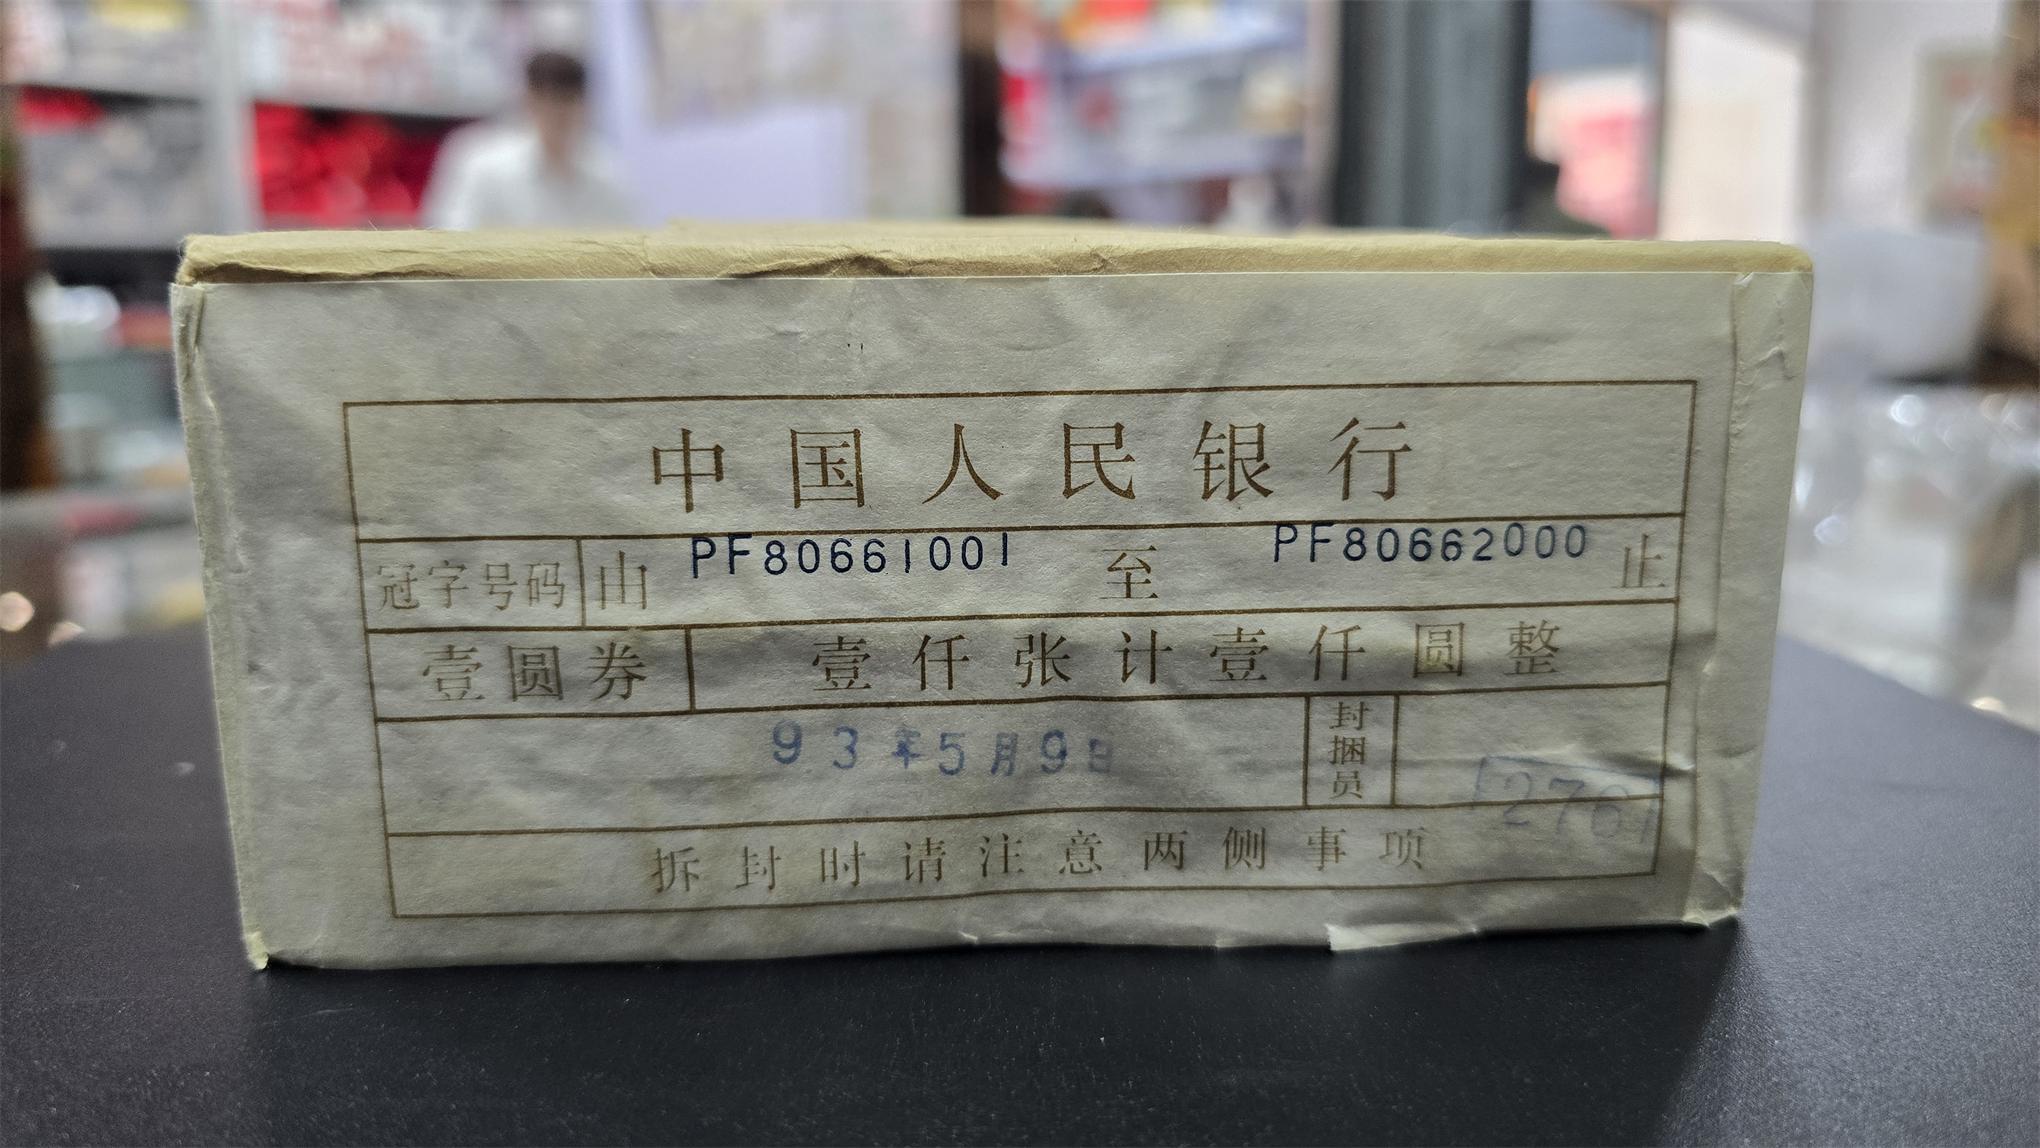 中国人民银行
冠字号码 由 PF80661001 至 PF80662000 止
壹圆券 壹仟张计壹仟圆整
93年5月9日 封捆员 276
拆封时请注意两侧事项